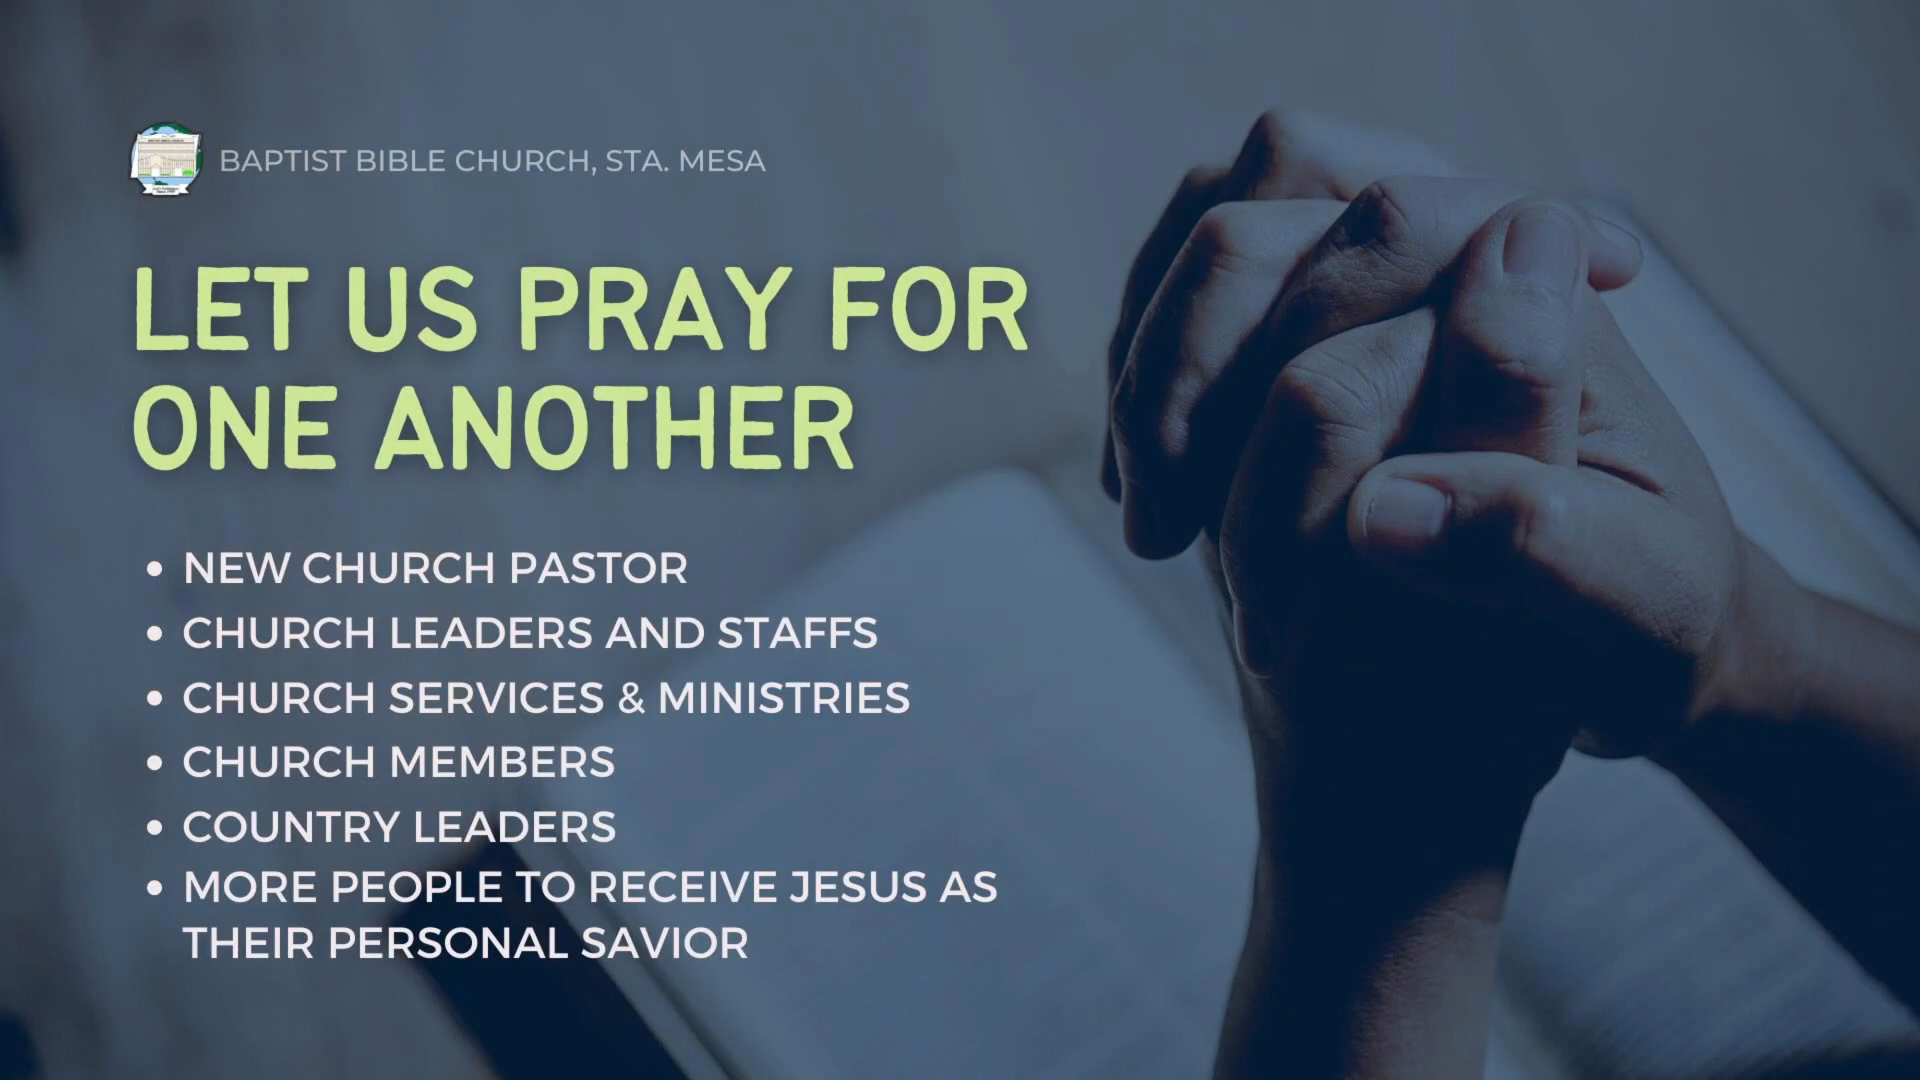 BAPTIST BIBLE CHURCH, STA. MESA
LET US PRAY FOR
ONE ANOTHER
• NEW CHURCH PASTOR
• CHURCH LEADERS AND STAFFS
• CHURCH SERVICES & MINISTRIES
• CHURCH MEMBERS
• COUNTRY LEADERS
• MORE PEOPLE TO RECEIVE JESUS AS
THEIR PERSONAL SAVIOR